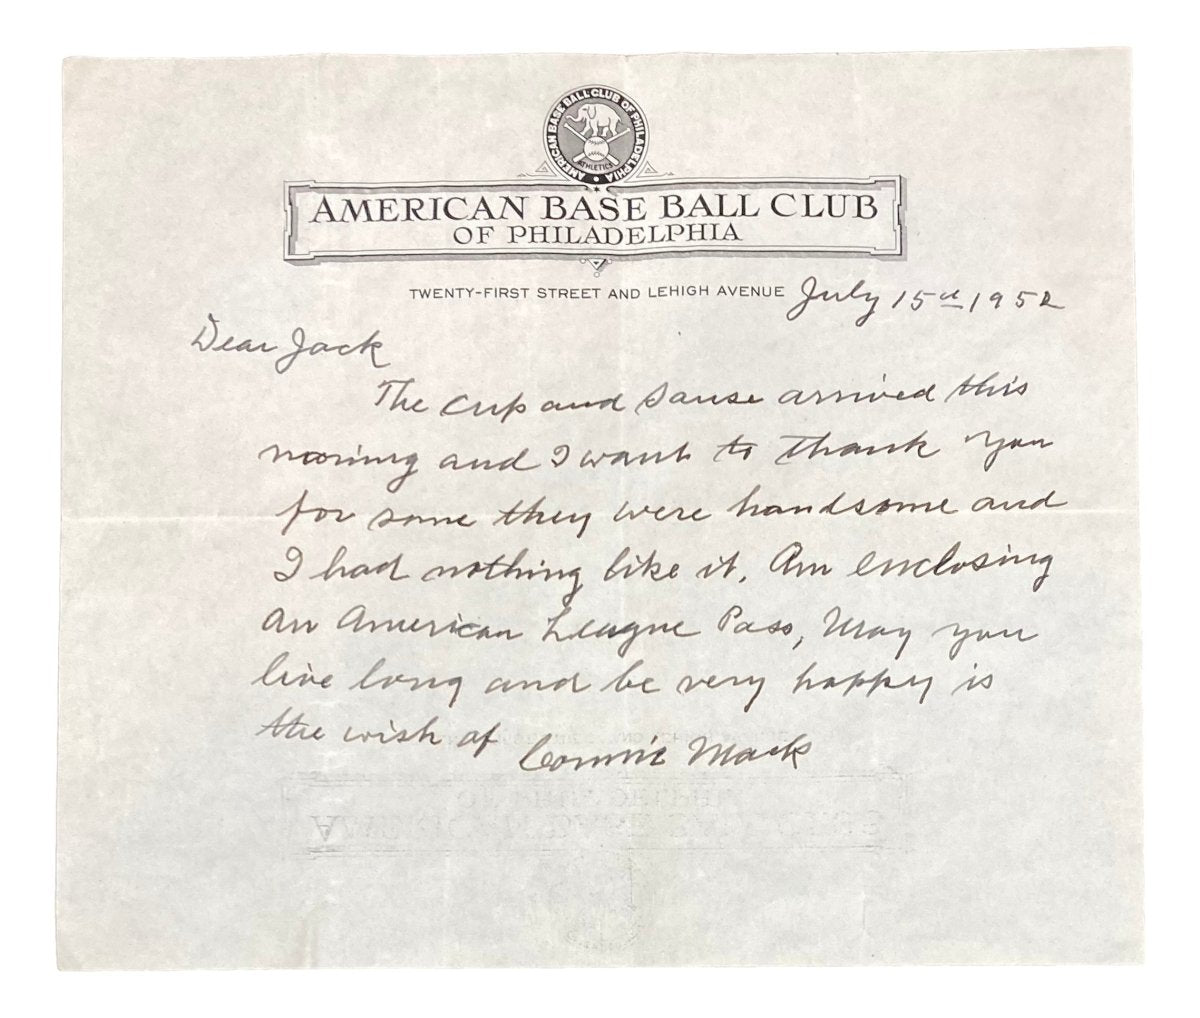 AMERICAN BASE BALL CLUB OF PHILADELPHIA
ATHLETICS
AMERICAN BASE BALL CLUB
OF PHILADELPHIA
TWENTY-FIRST STREET AND LEHIGH AVENUE July 15th 1952
Dear Jack
The cup and sause arrived this
moring and I want to thank you
for same they were handsome and
I had nothing like it. Am enclosing
an American League Pass, May you
live long and be very happy is
the wish of Connie Mack